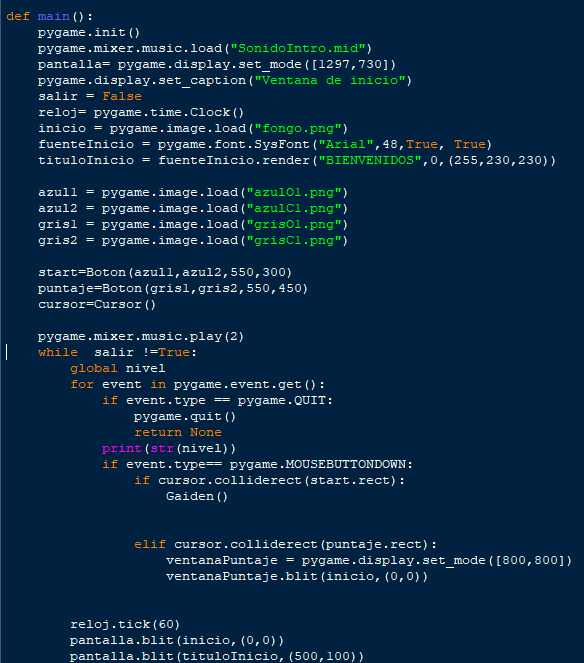 def main():
    pygame.init()
    pygame.mixer.music.load("SonidoIntro.mid")
    pantalla= pygame.display.set_mode([1297,730])
    pygame.display.set_caption("Ventana de inicio")
    salir = False
    reloj= pygame.time.Clock()
    inicio = pygame.image.load("fongo.png")
    fuenteInicio = pygame.font.SysFont("Arial",48,True, True)
    tituloInicio = fuenteInicio.render("BIENVENIDOS",0,(255,230,230))

    azul1 = pygame.image.load("azulO1.png")
    azul2 = pygame.image.load("azulC1.png")
    gris1 = pygame.image.load("grisO1.png")
    gris2 = pygame.image.load("grisC1.png")

    start=Boton(azul1,azul2,550,300)
    puntaje=Boton(gris1,gris2,550,450)
    cursor=Cursor()

    pygame.mixer.music.play(2)
    while  salir !=True:
        global nivel
        for event in pygame.event.get():
            if event.type == pygame.QUIT:
                pygame.quit()
                return None
            print(str(nivel))
            if event.type== pygame.MOUSEBUTTONDOWN:
                if cursor.colliderect(start.rect):
                    Gaiden()


                elif cursor.colliderect(puntaje.rect):
                    ventanaPuntaje = pygame.display.set_mode([800,800])
                    ventanaPuntaje.blit(inicio,(0,0))


        reloj.tick(60)
        pantalla.blit(inicio,(0,0))
        pantalla.blit(tituloInicio,(500,100))